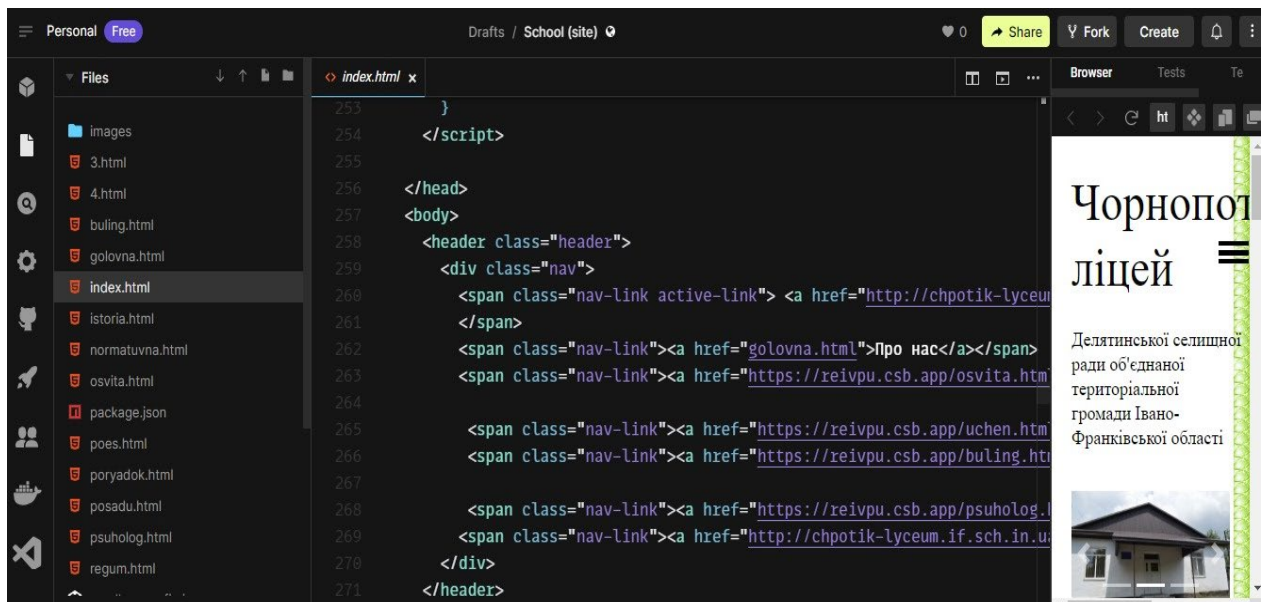 Personal Free
Drafts / School (site)
0
Share
Fork
Create
Files
index.html x
Browser
Tests
Te
images
3.html
4.html
buling.html
golovna.html
index.html
istoria.html
normatuvna.html
osvita.html
package.json
poes.html
poryadok.html
posadu.html
psuholog.html
regum.html
253 }
254 </script>
255
256 </head>
257 <body>
258 <header class="header">
259 <div class="nav">
260 <span class="nav-link active-link"> <a href="http://chpotik-lyceum
261 </span>
262 <span class="nav-link"><a href="golovna.html">Про нас</a></span>
263 <span class="nav-link"><a href="https://reivpu.csb.app/osvita.html
264
265 <span class="nav-link"><a href="https://reivpu.csb.app/uchen.html
266 <span class="nav-link"><a href="https://reivpu.csb.app/buling.htm
267
268 <span class="nav-link"><a href="https://reivpu.csb.app/psuholog.
269 <span class="nav-link"><a href="http://chpotik-lyceum.if.sch.in.ua
270 </div>
271 </header>
ht
Чорнопот
ліцей
Делятинської селищної
ради об'єднаної
територіальної
громади Івано-
Франківської області